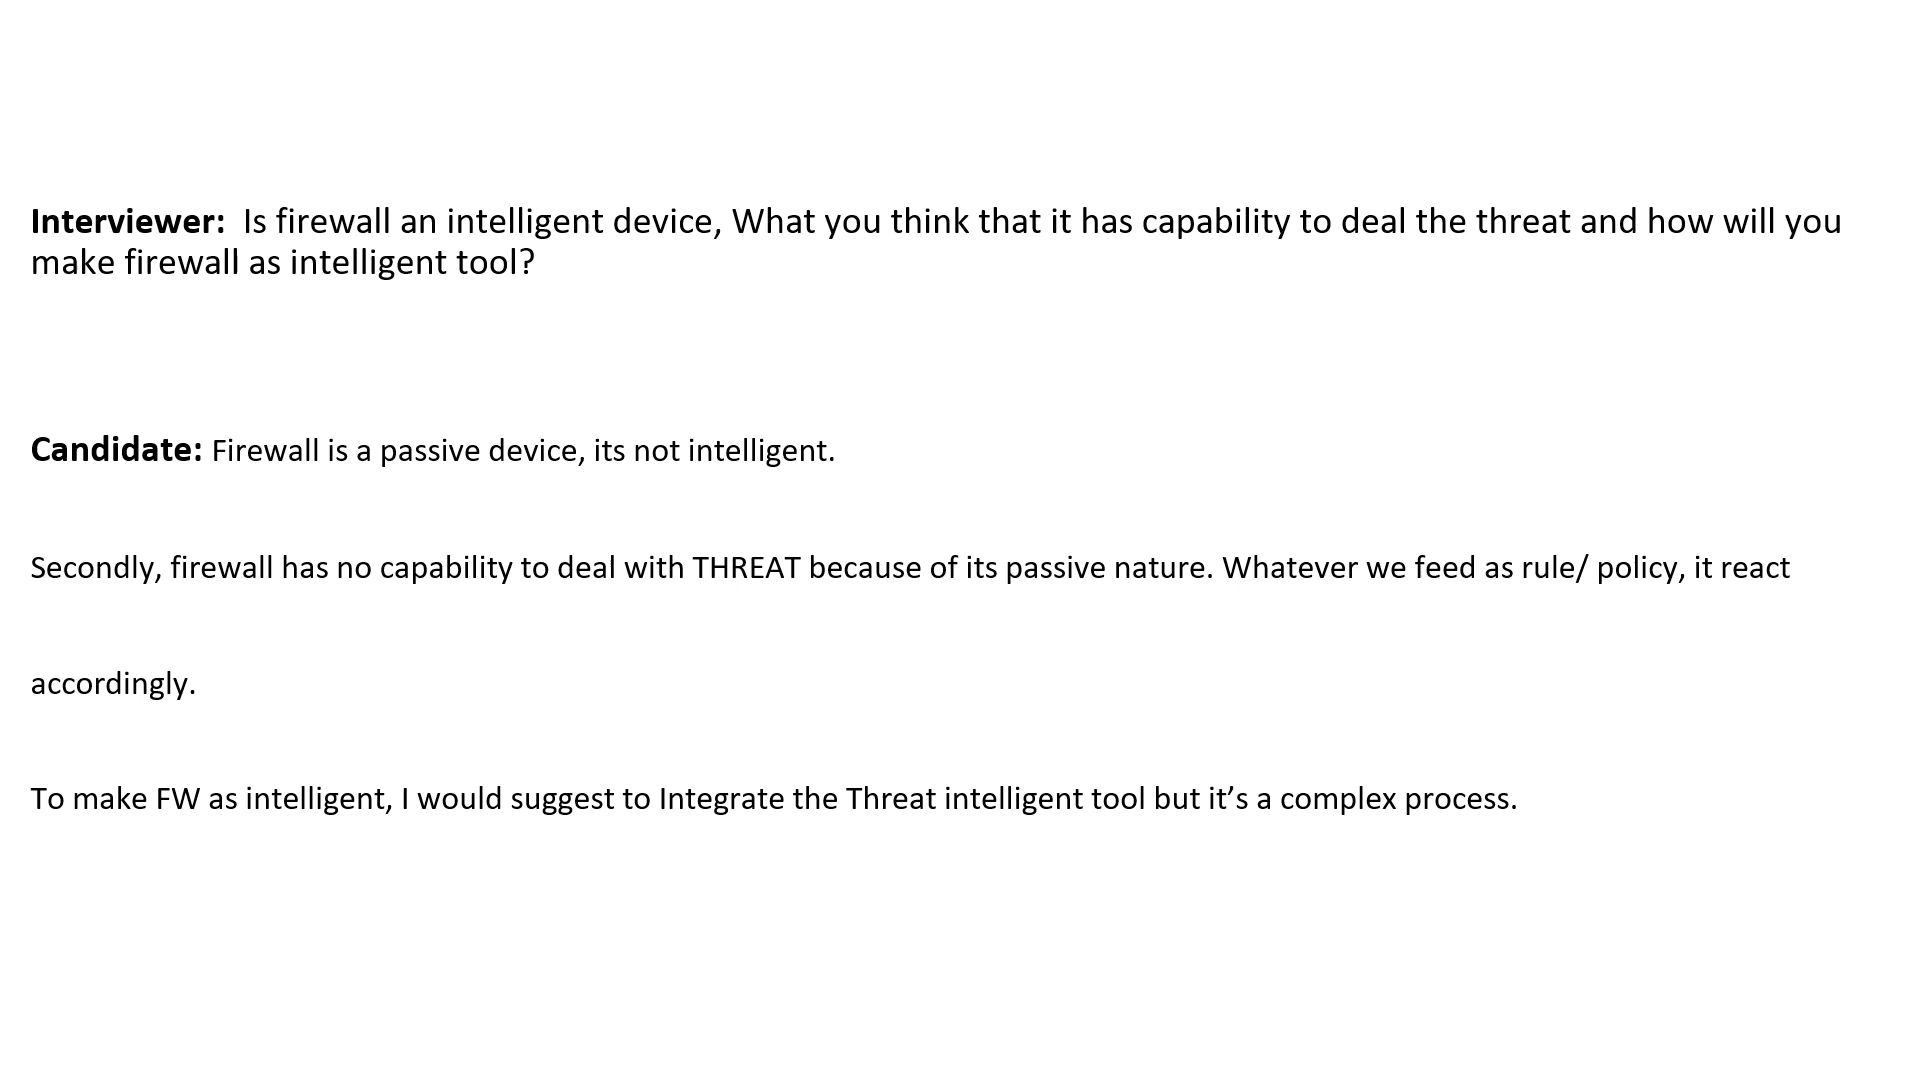 Interviewer:  Is firewall an intelligent device, What you think that it has capability to deal the threat and how will you
make firewall as intelligent tool?
Candidate: Firewall is a passive device, its not intelligent.
Secondly, firewall has no capability to deal with THREAT because of its passive nature. Whatever we feed as rule/ policy, it react
accordingly.
To make FW as intelligent, I would suggest to Integrate the Threat intelligent tool but it’s a complex process.